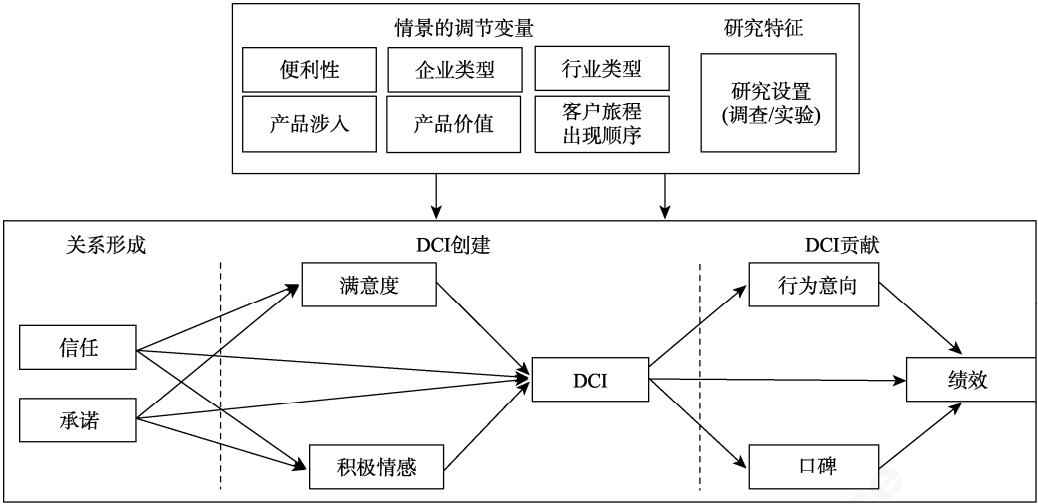 情景的调节变量
研究特征
便利性
企业类型
行业类型
产品涉入
产品价值
客户旅程
出现顺序
研究设置
(调查/实验)
关系形成
DCI创建
DCI贡献
满意度
行为意向
信任
DCI
绩效
承诺
积极情感
口碑